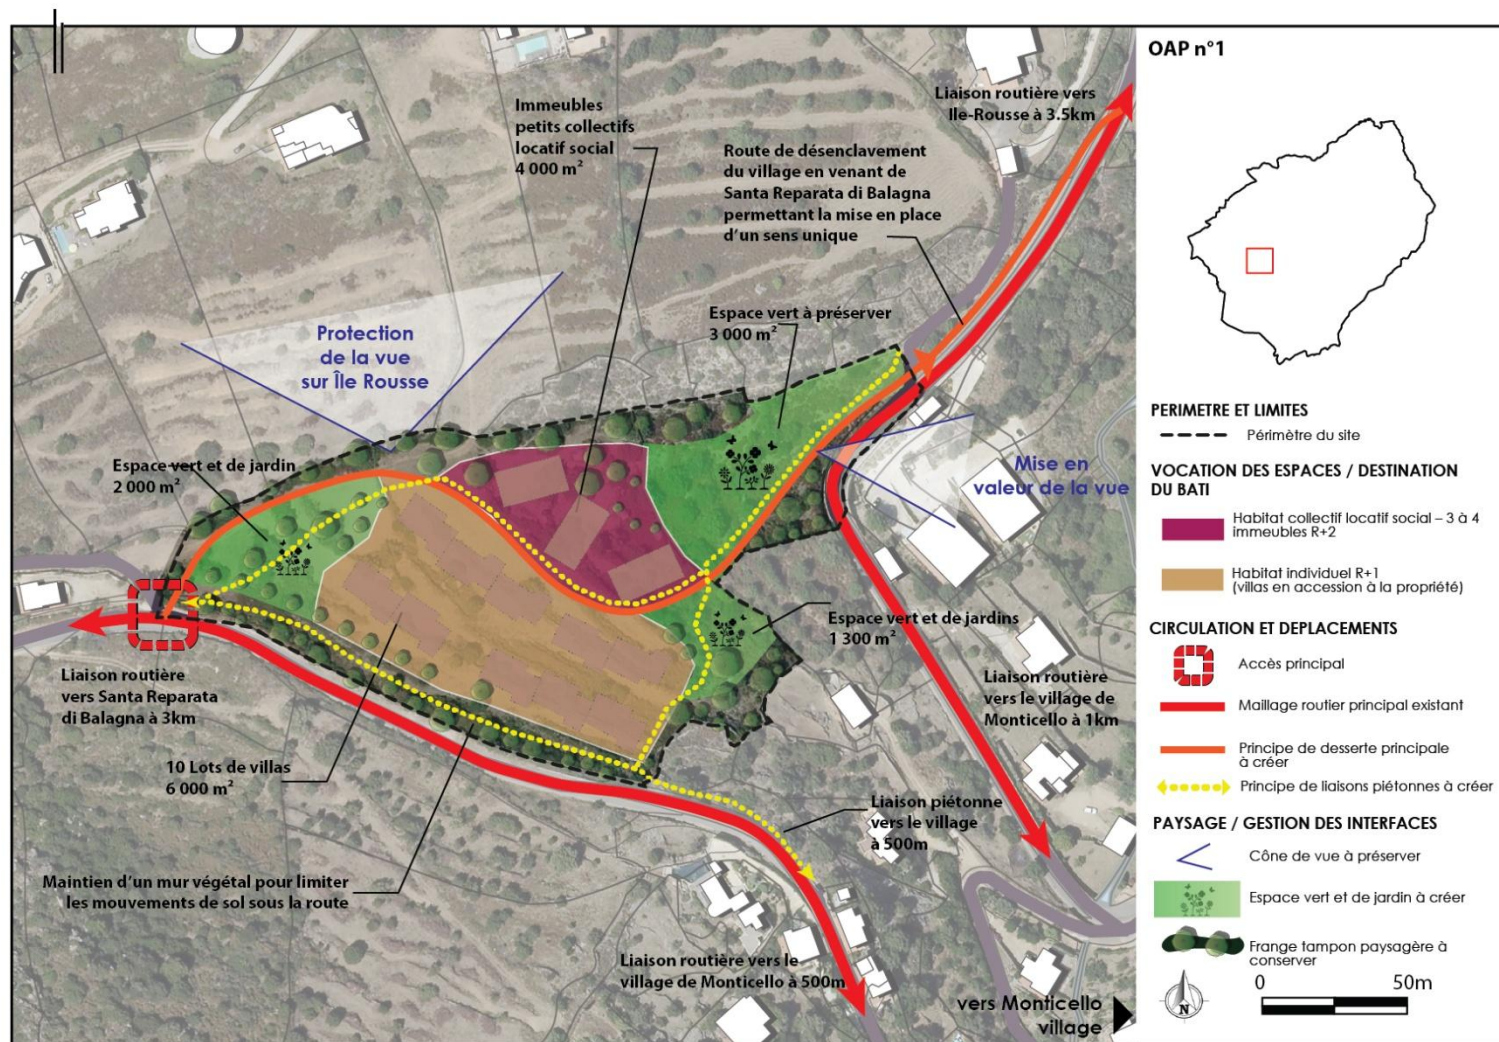 Immeubles
petits collectifs
locatif social
4 000 m²
Liaison routière vers
Ile-Rousse à 3.5km
Route de désenclavement
du village en venant de
Santa Reparata di Balagna
permettant la mise en place
d'un sens unique
Espace vert à préserver
3 000 m²
Protection
de la vue
sur Île Rousse
Espace vert et de jardin
2 000 m²
Mise en
valeur de la vue
Espace vert et de jardins
1 300 m²
Liaison routière
vers Santa Reparata
di Balagna à 3km
Liaison routière
vers le village de
Monticello à 1km
10 Lots de villas
6 000 m²
Liaison piétonne
vers le village
à 500m
Maintien d'un mur végétal pour limiter
les mouvements de sol sous la route
Liaison routière vers le
village de Monticello à 500m
vers Monticello
village
OAP n°1
PERIMETRE ET LIMITES
Périmètre du site
VOCATION DES ESPACES / DESTINATION
DU BATI
Habitat collectif locatif social – 3 à 4
immeubles R+2
Habitat individuel R+1
(villas en accession à la propriété)
CIRCULATION ET DEPLACEMENTS
Accès principal
Maillage routier principal existant
Principe de desserte principale
à créer
Principe de liaisons piétonnes à créer
PAYSAGE / GESTION DES INTERFACES
Cône de vue à préserver
Espace vert et de jardin à créer
Frange tampon paysagère à
conserver
N
0 50m